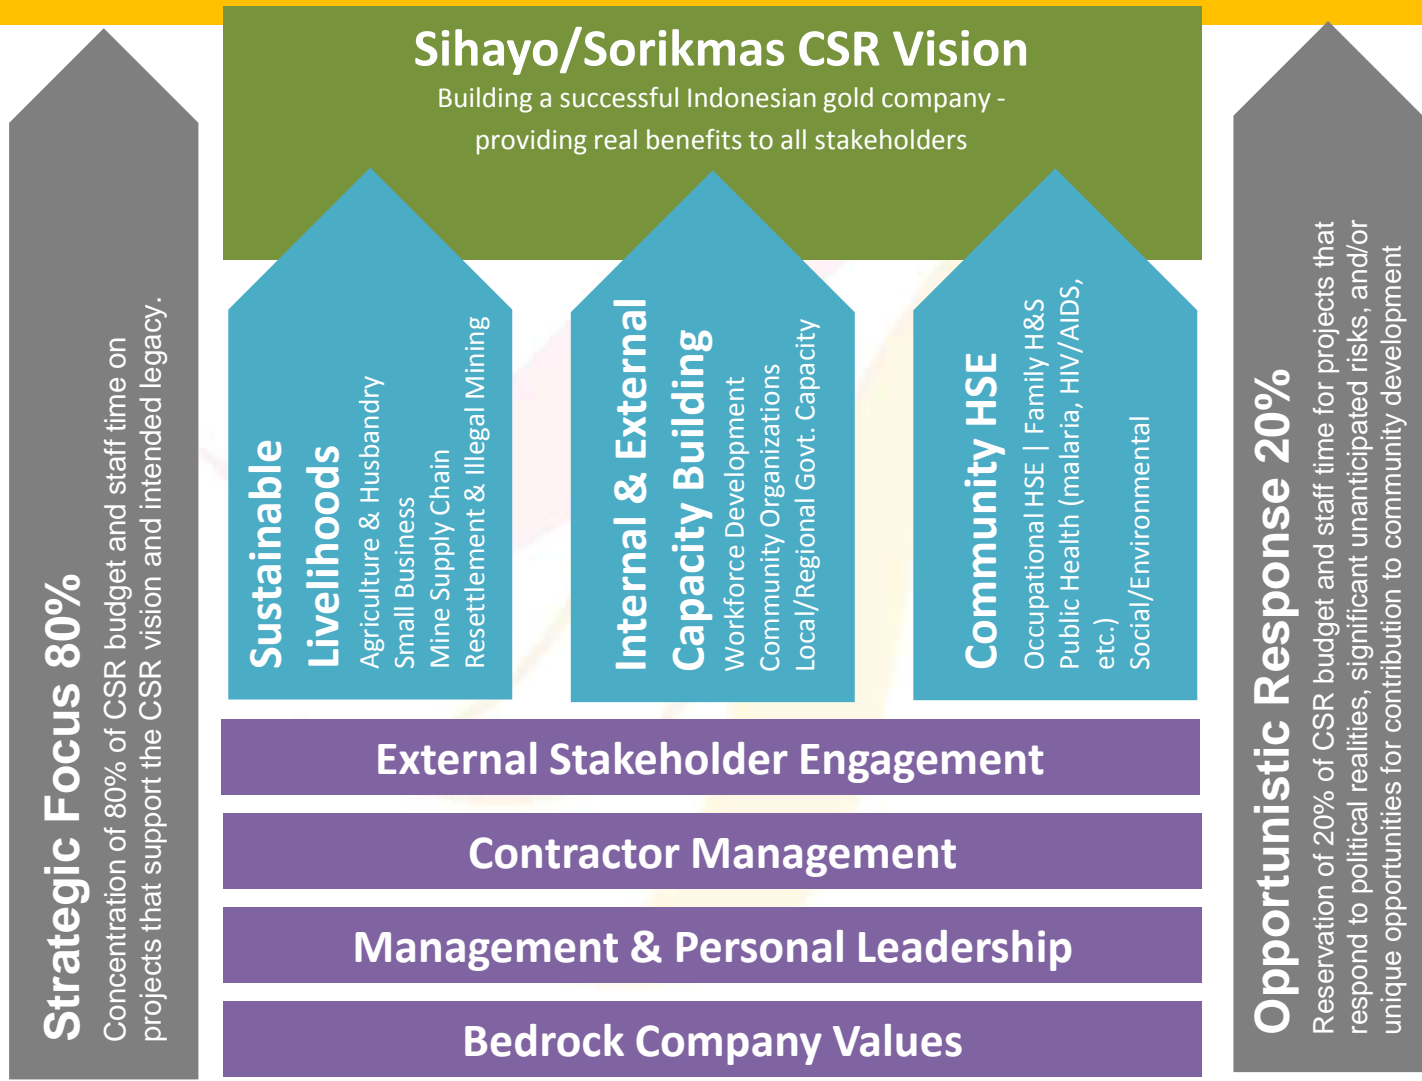 Sihayo/Sorikmas CSR Vision
Building a successful Indonesian gold company -
providing real benefits to all stakeholders
Strategic Focus 80%
Concentration of 80% of CSR budget and staff time on
projects that support the CSR vision and intended legacy.
Sustainable
Livelihoods
Agriculture & Husbandry
Small Business
Mine Supply Chain
Resettlement & Illegal Mining
Internal & External
Capacity Building
Workforce Development
Community Organizations
Local/Regional Govt. Capacity
Community HSE
Occupational HSE | Family H&S
Public Health (malaria, HIV/AIDS,
etc.)
Social/Environmental
Opportunistic Response 20%
Reservation of 20% of CSR budget and staff time for projects that
respond to political realities, significant unanticipated risks, and/or
unique opportunities for contribution to community development
External Stakeholder Engagement
Contractor Management
Management & Personal Leadership
Bedrock Company Values